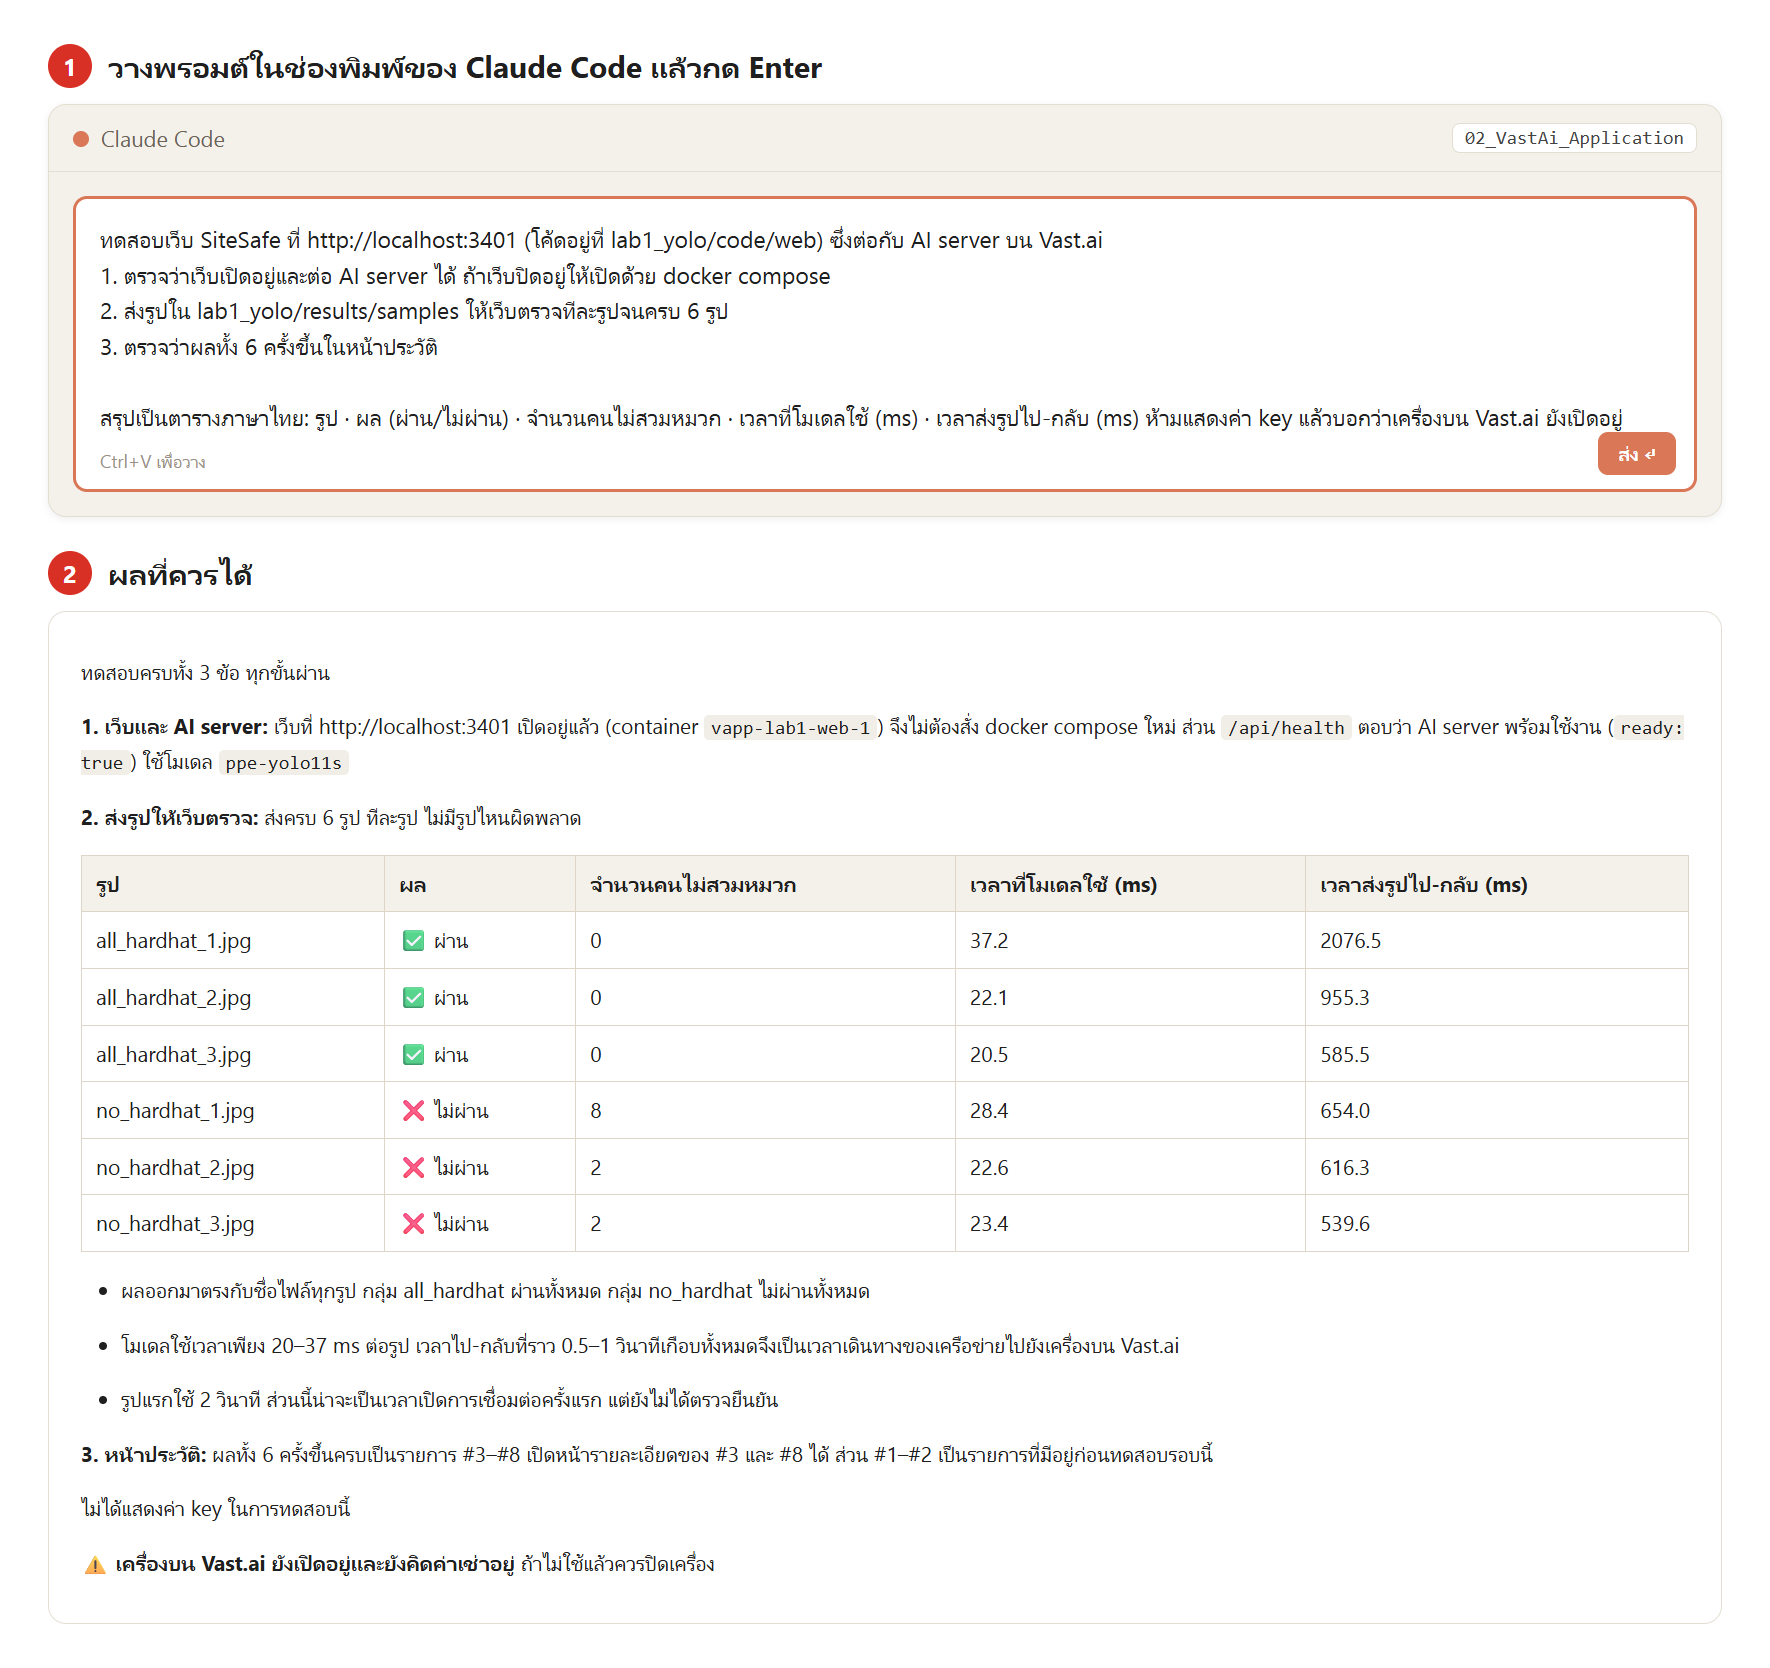 1 วางพรอมต์ในช่องพิมพ์ของ Claude Code แล้วกด Enter
Claude Code
02_VastAi_Application
ทดสอบเว็บ SiteSafe ที่ http://localhost:3401 (โค้ดอยู่ที่ lab1_yolo/code/web) ซึ่งต่อกับ AI server บน Vast.ai
1. ตรวจว่าเว็บเปิดอยู่และต่อ AI server ได้ ถ้าเว็บปิดอยู่ให้เปิดด้วย docker compose
2. ส่งรูปใน lab1_yolo/results/samples ให้เว็บตรวจทีละรูปจนครบ 6 รูป
3. ตรวจว่าผลทั้ง 6 ครั้งขึ้นในหน้าประวัติ
สรุปเป็นตารางภาษาไทย: รูป · ผล (ผ่าน/ไม่ผ่าน) · จำนวนคนไม่สวมหมวก · เวลาที่โมเดลใช้ (ms) · เวลาส่งรูปไป-กลับ (ms) ห้ามแสดงค่า key แล้วบอกว่าเครื่องบน Vast.ai ยังเปิดอยู่
Ctrl+V เพื่อวาง
ส่ง ↵
2 ผลที่ควรได้
ทดสอบครบทั้ง 3 ข้อ ทุกขั้นผ่าน
1. เว็บและ AI server: เว็บที่ http://localhost:3401 เปิดอยู่แล้ว (container vapp-lab1-web-1 ) จึงไม่ต้องสั่ง docker compose ใหม่ ส่วน /api/health ตอบว่า AI server พร้อมใช้งาน ( ready:
true ) ใช้โมเดล ppe-yolo11s
2. ส่งรูปให้เว็บตรวจ: ส่งครบ 6 รูป ทีละรูป ไม่มีรูปไหนผิดพลาด
รูป ผล จำนวนคนไม่สวมหมวก เวลาที่โมเดลใช้ (ms) เวลาส่งรูปไป-กลับ (ms)
all_hardhat_1.jpg ✅ ผ่าน 0 37.2 2076.5
all_hardhat_2.jpg ✅ ผ่าน 0 22.1 955.3
all_hardhat_3.jpg ✅ ผ่าน 0 20.5 585.5
no_hardhat_1.jpg ❌ ไม่ผ่าน 8 28.4 654.0
no_hardhat_2.jpg ❌ ไม่ผ่าน 2 22.6 616.3
no_hardhat_3.jpg ❌ ไม่ผ่าน 2 23.4 539.6
• ผลออกมาตรงกับชื่อไฟล์ทุกรูป กลุ่ม all_hardhat ผ่านทั้งหมด กลุ่ม no_hardhat ไม่ผ่านทั้งหมด
• โมเดลใช้เวลาเพียง 20–37 ms ต่อรูป เวลาไป-กลับที่ราว 0.5–1 วินาทีเกือบทั้งหมดจึงเป็นเวลาเดินทางของเครือข่ายไปยังเครื่องบน Vast.ai
• รูปแรกใช้ 2 วินาที ส่วนนี้น่าจะเป็นเวลาเปิดการเชื่อมต่อครั้งแรก แต่ยังไม่ได้ตรวจยืนยัน
3. หน้าประวัติ: ผลทั้ง 6 ครั้งขึ้นครบเป็นรายการ #3–#8 เปิดหน้ารายละเอียดของ #3 และ #8 ได้ ส่วน #1–#2 เป็นรายการที่มีอยู่ก่อนทดสอบรอบนี้
ไม่ได้แสดงค่า key ในการทดสอบนี้
⚠️ เครื่องบน Vast.ai ยังเปิดอยู่และยังคิดค่าเช่าอยู่ ถ้าไม่ใช้แล้วควรปิดเครื่อง